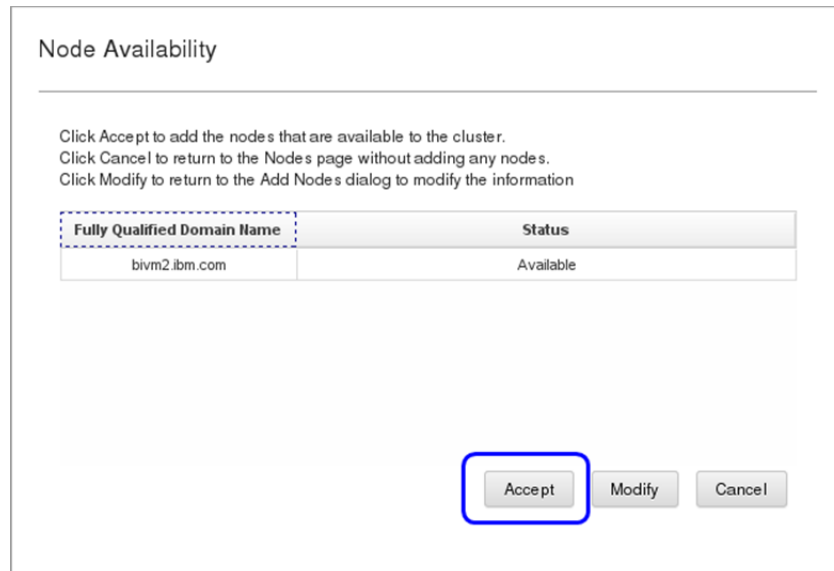 Node Availability
Click Accept to add the nodes that are available to the cluster.
Click Cancel to return to the Nodes page without adding any nodes.
Click Modify to return to the Add Nodes dialog to modify the information
Fully Qualified Domain Name Status
bivm2.ibm.com Available
Accept Modify Cancel